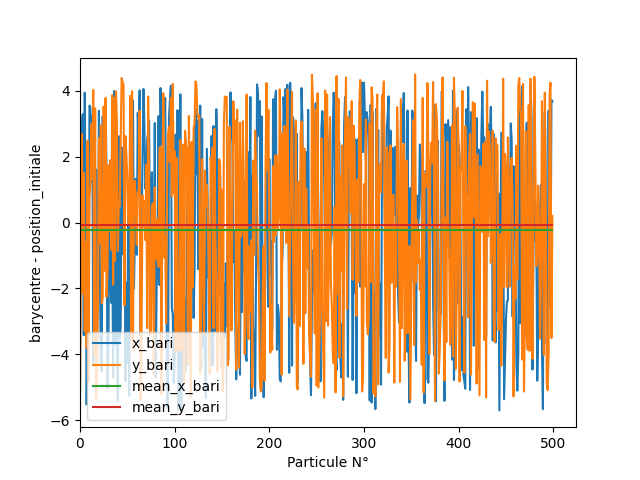 barycentre - position_initiale
4
2
0
−2
−4
−6
x_bari
y_bari
mean_x_bari
mean_y_bari
0 100 200 300 400 500
Particule N°